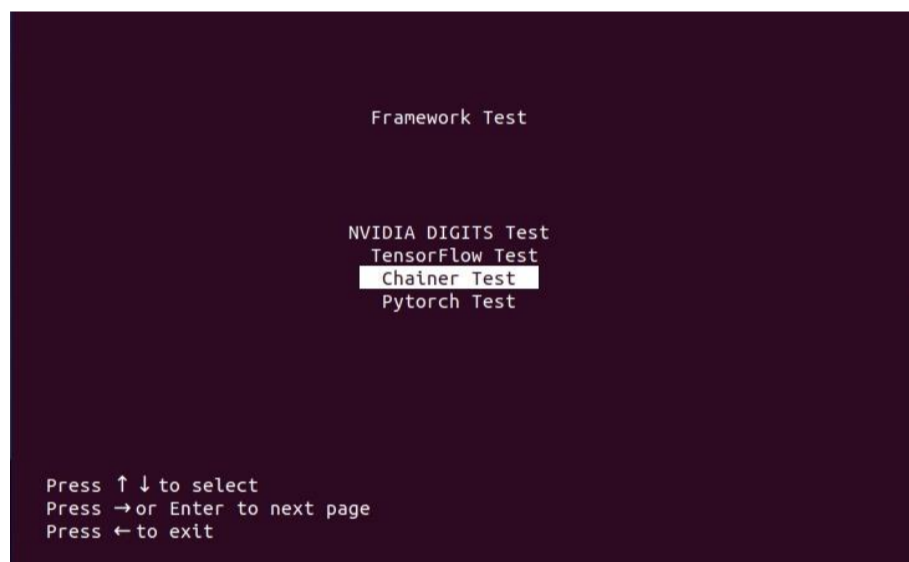 Framework Test
NVIDIA DIGITS Test
TensorFlow Test
Chainer Test
Pytorch Test
Press ↑ ↓ to select
Press → or Enter to next page
Press ← to exit